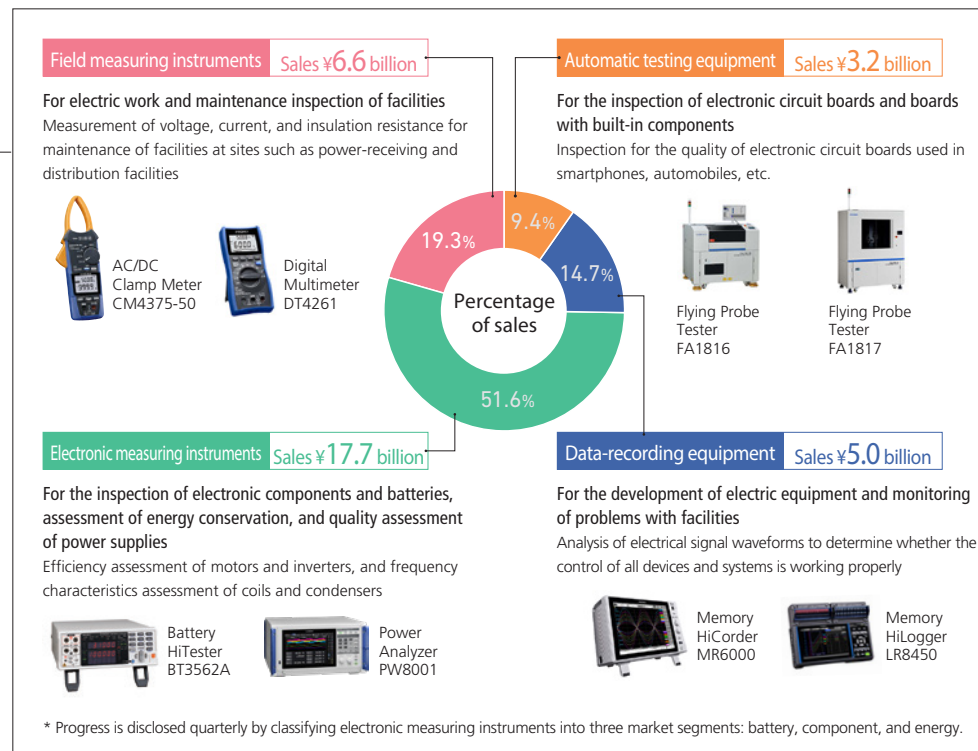 Field measuring instruments Sales ¥6.6 billion
For electric work and maintenance inspection of facilities
Measurement of voltage, current, and insulation resistance for
maintenance of facilities at sites such as power-receiving and
distribution facilities
AC/DC
Clamp Meter
CM4375-50
Digital
Multimeter
DT4261
Automatic testing equipment Sales ¥3.2 billion
For the inspection of electronic circuit boards and boards
with built-in components
Inspection for the quality of electronic circuit boards used in
smartphones, automobiles, etc.
Flying Probe
Tester
FA1816
Flying Probe
Tester
FA1817
19.3%
9.4%
14.7%
51.6%
Percentage
of sales
Electronic measuring instruments Sales ¥17.7 billion
For the inspection of electronic components and batteries,
assessment of energy conservation, and quality assessment
of power supplies
Efficiency assessment of motors and inverters, and frequency
characteristics assessment of coils and condensers
Battery
HiTester
BT3562A
Power
Analyzer
PW8001
Data-recording equipment Sales ¥5.0 billion
For the development of electric equipment and monitoring
of problems with facilities
Analysis of electrical signal waveforms to determine whether the
control of all devices and systems is working properly
Memory
HiCorder
MR6000
Memory
HiLogger
LR8450
* Progress is disclosed quarterly by classifying electronic measuring instruments into three market segments: battery, component, and energy.